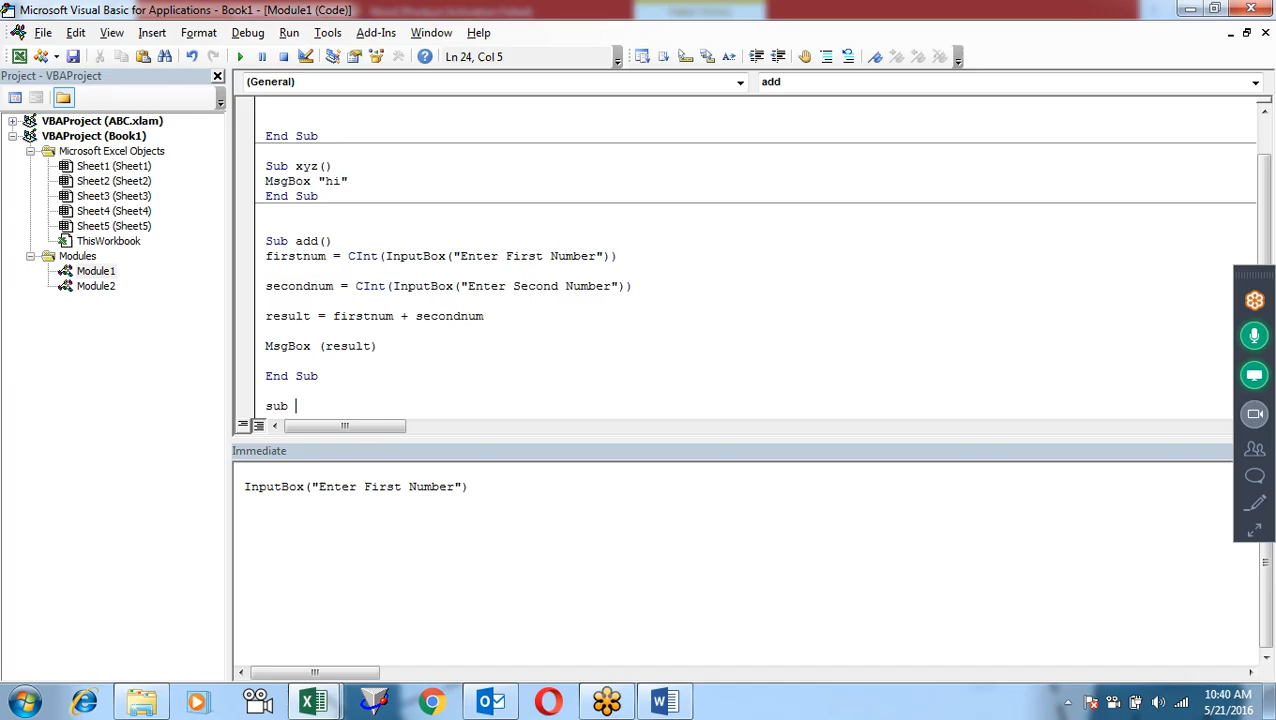 Microsoft Visual Basic for Applications - Book1 - [Module1 (Code)]
File Edit View Insert Format Debug Run Tools Add-Ins Window Help
Ln 24, Col 5
Project - VBAProject
(General) add
VBAProject (ABC.xlam)
VBAProject (Book1)
Microsoft Excel Objects
Sheet1 (Sheet1)
Sheet2 (Sheet2)
Sheet3 (Sheet3)
Sheet4 (Sheet4)
Sheet5 (Sheet5)
ThisWorkbook
Modules
Module1
Module2
End Sub
Sub xyz()
MsgBox "hi"
End Sub
Sub add()
firstnum = CInt(InputBox("Enter First Number"))
secondnum = CInt(InputBox("Enter Second Number"))
result = firstnum + secondnum
MsgBox (result)
End Sub
sub
Immediate
InputBox("Enter First Number")
10:40 AM
5/21/2016